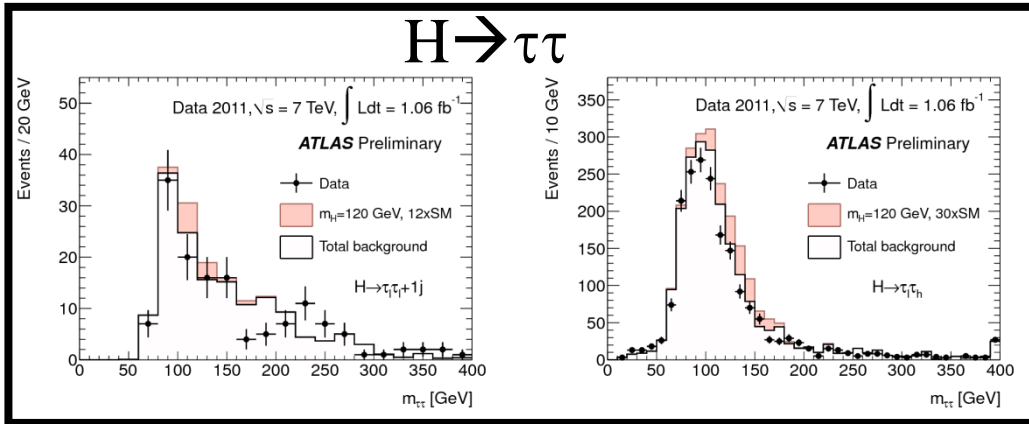 H→ττ
Events / 20 GeV
50
40
30
20
10
0
Data 2011,√s = 7 TeV, ∫ Ldt = 1.06 fb⁻¹
ATLAS Preliminary
Data
m_H=120 GeV, 12xSM
Total background
H→τ_lτ_l+1j
0 50 100 150 200 250 300 350 400
m_ττ [GeV]
Events / 10 GeV
350
300
250
200
150
100
50
0
Data 2011,√s = 7 TeV, ∫ Ldt = 1.06 fb⁻¹
ATLAS Preliminary
Data
m_H=120 GeV, 30xSM
Total background
H→τ_lτ_h
0 50 100 150 200 250 300 350 400
m_ττ [GeV]